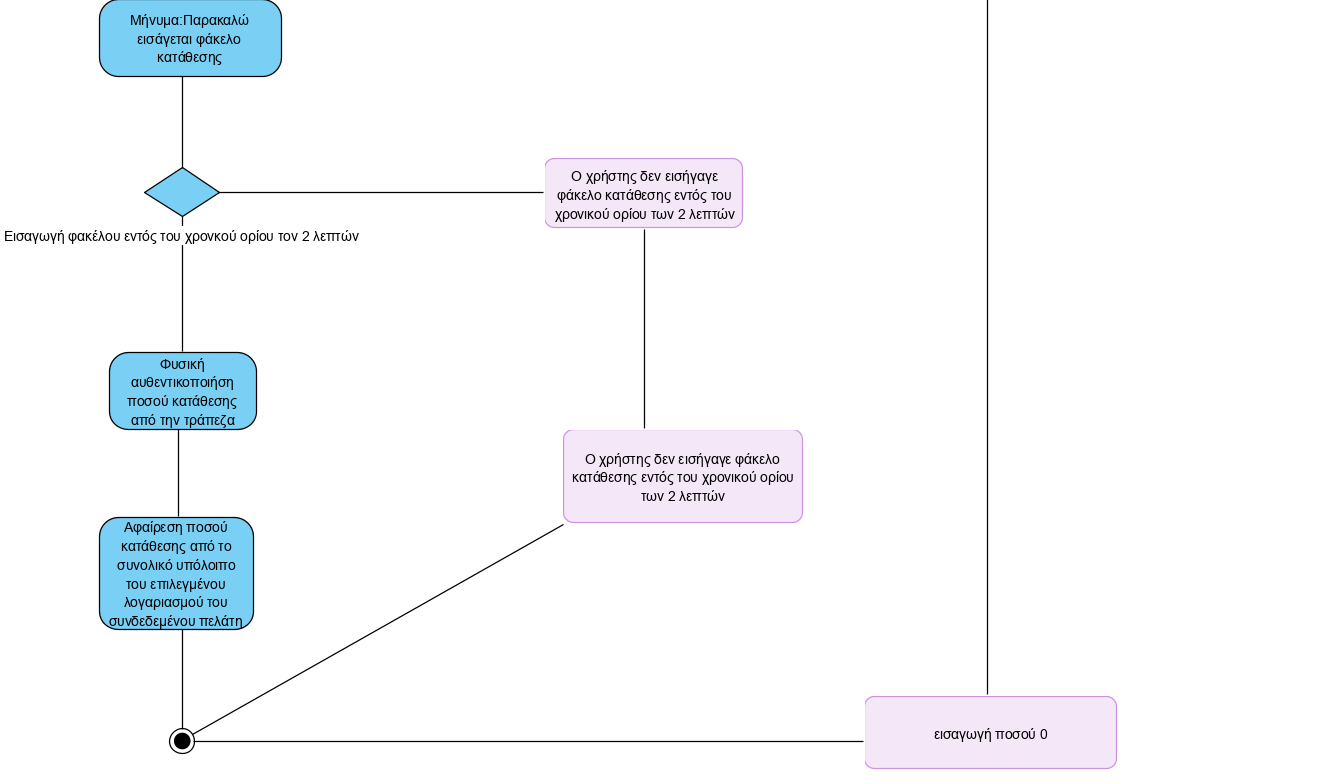 Μήνυμα:Παρακαλώ
εισάγεται φάκελο
κατάθεσης
Ο χρήστης δεν εισήγαγε
φάκελο κατάθεσης εντός του
χρονικού ορίου των 2 λεπτών
Εισαγωγή φακέλου εντός του χρονκού ορίου τον 2 λεπτών
Φυσική
αυθεντικοποιήση
ποσού κατάθεσης
από την τράπεζα
Ο χρήστης δεν εισήγαγε φάκελο
κατάθεσης εντός του χρονικού ορίου
των 2 λεπτών
Αφαίρεση ποσού
κατάθεσης από το
συνολικό υπόλοιπο
του επιλεγμένου
λογαριασμού του
συνδεδεμένου πελάτη
εισαγωγή ποσού 0